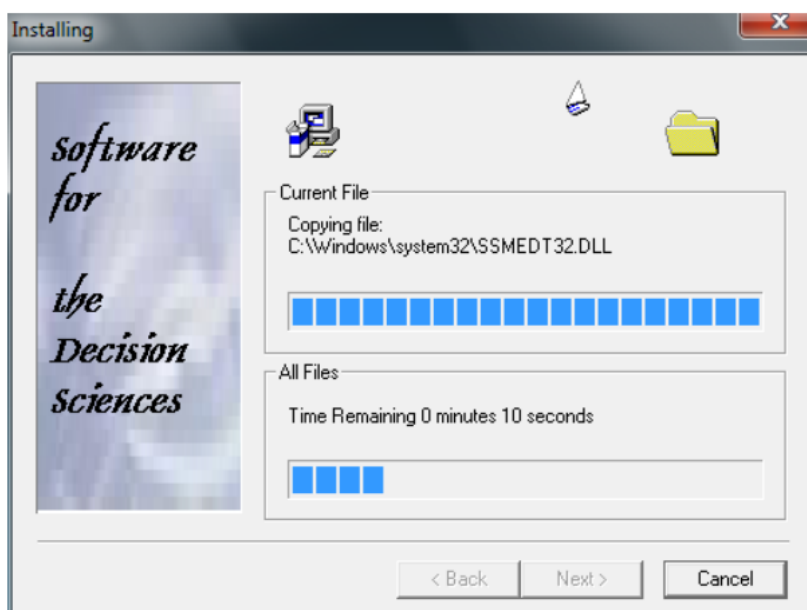 Installing
Software
for
the
Decision
Sciences
Current File
Copying file:
C:\Windows\system32\SSMEDT32.DLL
All Files
Time Remaining 0 minutes 10 seconds
< Back
Next >
Cancel